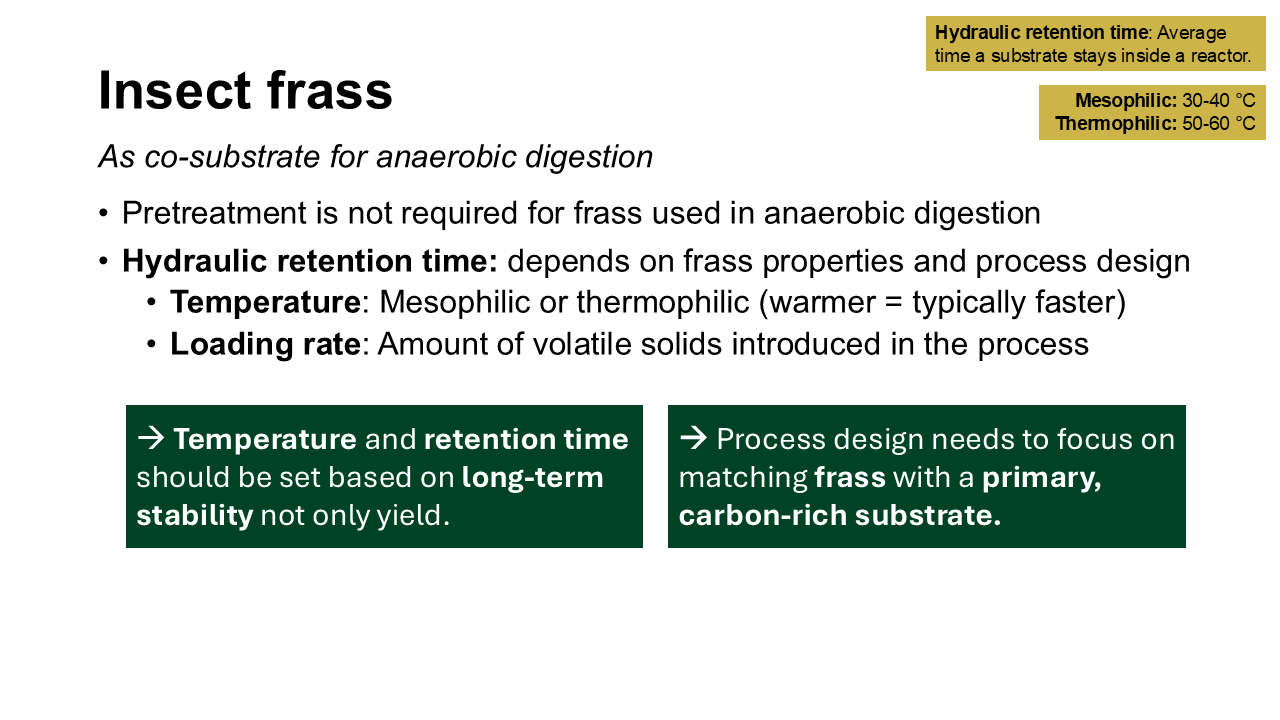 Hydraulic retention time: Average
time a substrate stays inside a reactor.
Insect frass
Mesophilic: 30-40 °C
Thermophilic: 50-60 °C
As co-substrate for anaerobic digestion
• Pretreatment is not required for frass used in anaerobic digestion
• Hydraulic retention time: depends on frass properties and process design
• Temperature: Mesophilic or thermophilic (warmer = typically faster)
• Loading rate: Amount of volatile solids introduced in the process
→ Temperature and retention time
should be set based on long-term
stability not only yield.
→ Process design needs to focus on
matching frass with a primary,
carbon-rich substrate.